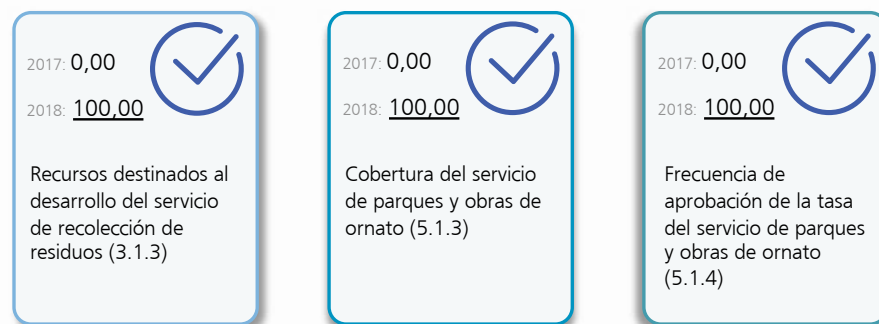 2017: 0,00
2018: 100,00
Recursos destinados al
desarrollo del servicio
de recolección de
residuos (3.1.3)
2017: 0,00
2018: 100,00
Cobertura del servicio
de parques y obras de
ornato (5.1.3)
2017: 0,00
2018: 100,00
Frecuencia de
aprobación de la tasa
del servicio de parques
y obras de ornato
(5.1.4)